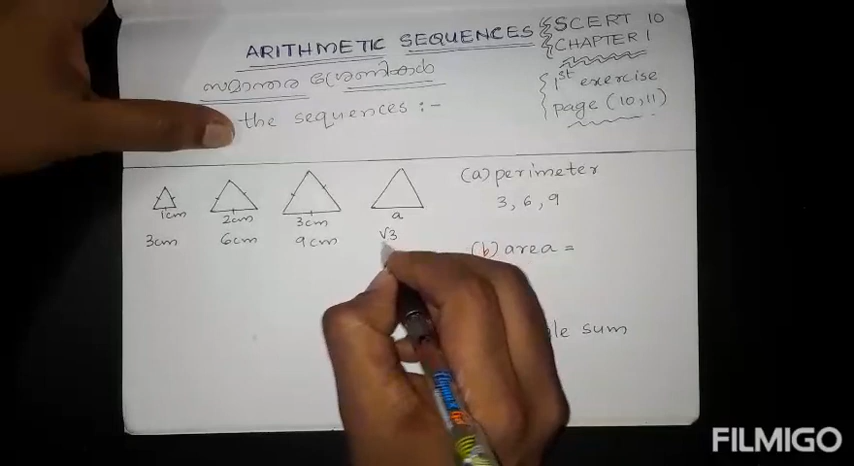 ARITHMETIC SEQUENCES
SCERT 10
CHAPTER 1
സമാന്തര ശ്രേണികൾ
1st exercise
page (10,11)
the sequences :-
1cm 2cm 3cm a
3cm 6cm 9cm √3
(a) perimeter
3, 6, 9
(b) area =
sum
FILMIGO